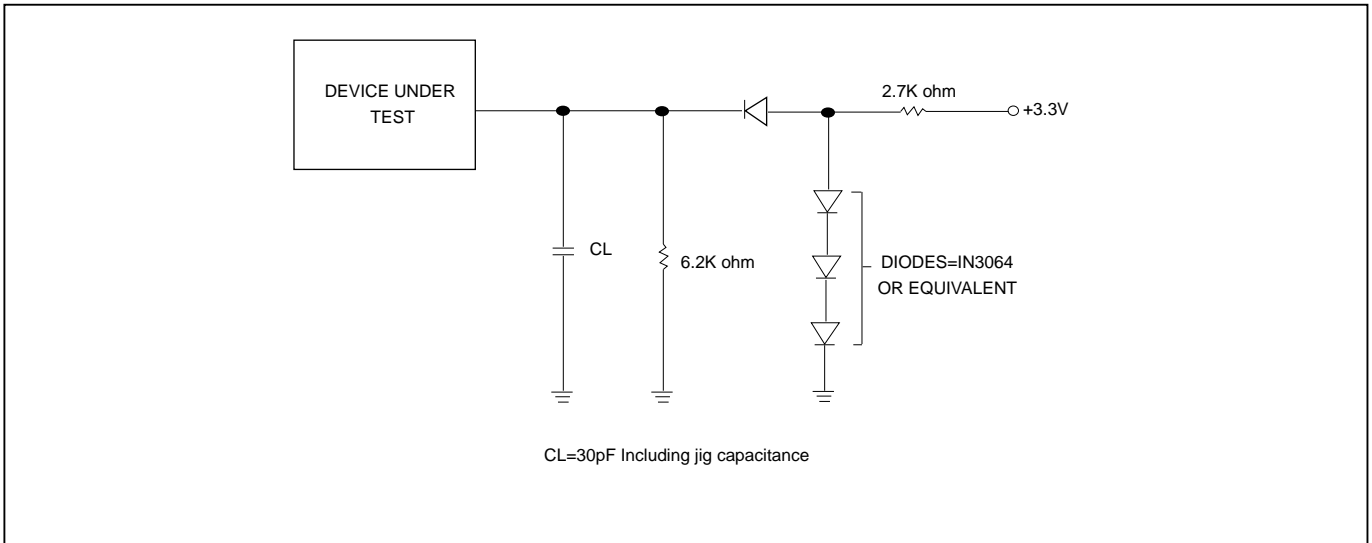 DEVICE UNDER
TEST
2.7K ohm
+3.3V
CL
6.2K ohm
DIODES=IN3064
OR EQUIVALENT
CL=30pF Including jig capacitance